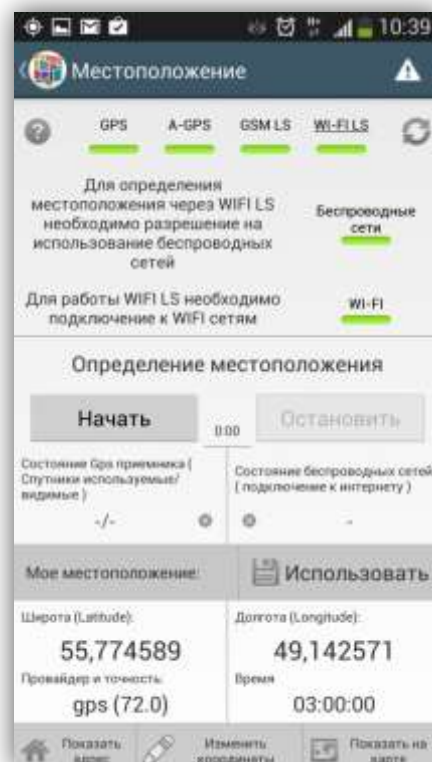 10:39
Местоположение
GPS A-GPS GSM LS WI-FI LS
Для определения
местоположения через WIFI LS
необходимо разрешение на
использование беспроводных
сетей
Беспроводные
сети
Для работы WIFI LS необходимо
подключение к WIFI сетям
WI-FI
Определение местоположения
Начать
0:00
Остановить
Состояние Gps приемника (
Спутники используемые/
видимые )
-/-
Состояние беспроводных сетей
( подключение к интернету )
-
Мое местоположение:
Использовать
Широта (Latitude):
55,774589
Долгота (Longitude):
49,142571
Провайдер и точность:
gps (72.0)
Время
03:00:00
Показать
адрес
Изменить
координаты
Показать на
карте